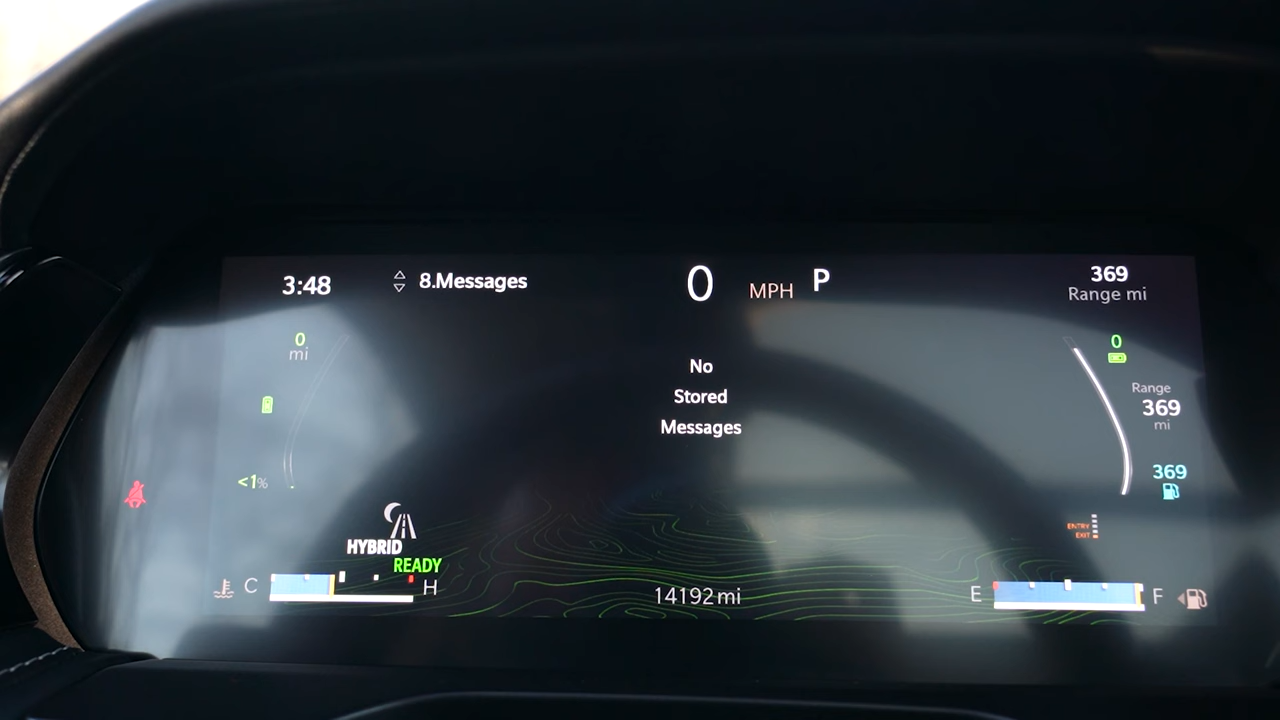 3:48
8.Messages
0 MPH P
369
Range mi
0
mi
<1%
No
Stored
Messages
0
Range
369
mi
369
ENTRY
EXIT
HYBRID
READY
C H
14192mi
E F